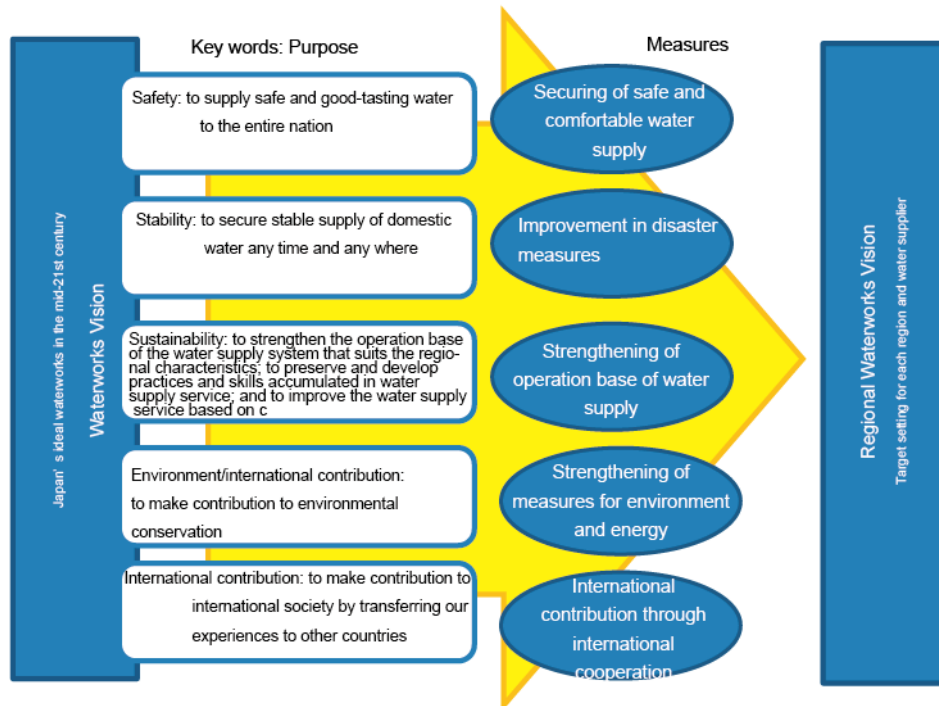 Key words: Purpose
Measures
Japan' s ideal waterworks in the mid-21st century
Waterworks Vision
Safety: to supply safe and good-tasting water
to the entire nation
Securing of safe and
comfortable water
supply
Stability: to secure stable supply of domestic
water any time and any where
Improvement in disaster
measures
Sustainability: to strengthen the operation base
of the water supply system that suits the regio-
nal characteristics; to preserve and develop
practices and skills accumulated in water
supply service; and to improve the water supply
service based on c
Strengthening of
operation base of water
supply
Environment/international contribution:
to make contribution to environmental
conservation
Strengthening of
measures for environment
and energy
International contribution: to make contribution to
international society by transferring our
experiences to other countries
International
contribution through
international
cooperation
Regional Waterworks Vision
Target setting for each region and water supplier